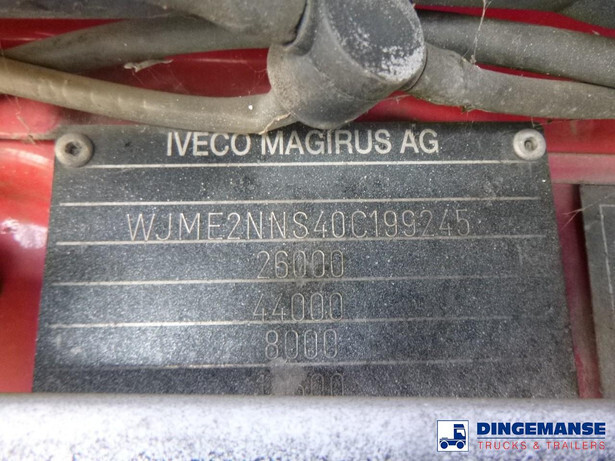 IVECO MAGIRUS AG
WJME2NNS40C199245
26000
44000
8000
DINGEMANSE
TRUCKS & TRAILERS